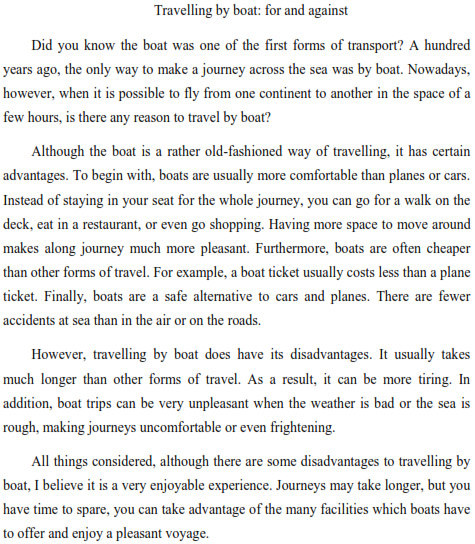 Travelling by boat: for and against
Did you know the boat was one of the first forms of transport? A hundred
years ago, the only way to make a journey across the sea was by boat. Nowadays,
however, when it is possible to fly from one continent to another in the space of a
few hours, is there any reason to travel by boat?
Although the boat is a rather old-fashioned way of travelling, it has certain
advantages. To begin with, boats are usually more comfortable than planes or cars.
Instead of staying in your seat for the whole journey, you can go for a walk on the
deck, eat in a restaurant, or even go shopping. Having more space to move around
makes along journey much more pleasant. Furthermore, boats are often cheaper
than other forms of travel. For example, a boat ticket usually costs less than a plane
ticket. Finally, boats are a safe alternative to cars and planes. There are fewer
accidents at sea than in the air or on the roads.
However, travelling by boat does have its disadvantages. It usually takes
much longer than other forms of travel. As a result, it can be more tiring. In
addition, boat trips can be very unpleasant when the weather is bad or the sea is
rough, making journeys uncomfortable or even frightening.
All things considered, although there are some disadvantages to travelling by
boat, I believe it is a very enjoyable experience. Journeys may take longer, but you
have time to spare, you can take advantage of the many facilities which boats have
to offer and enjoy a pleasant voyage.